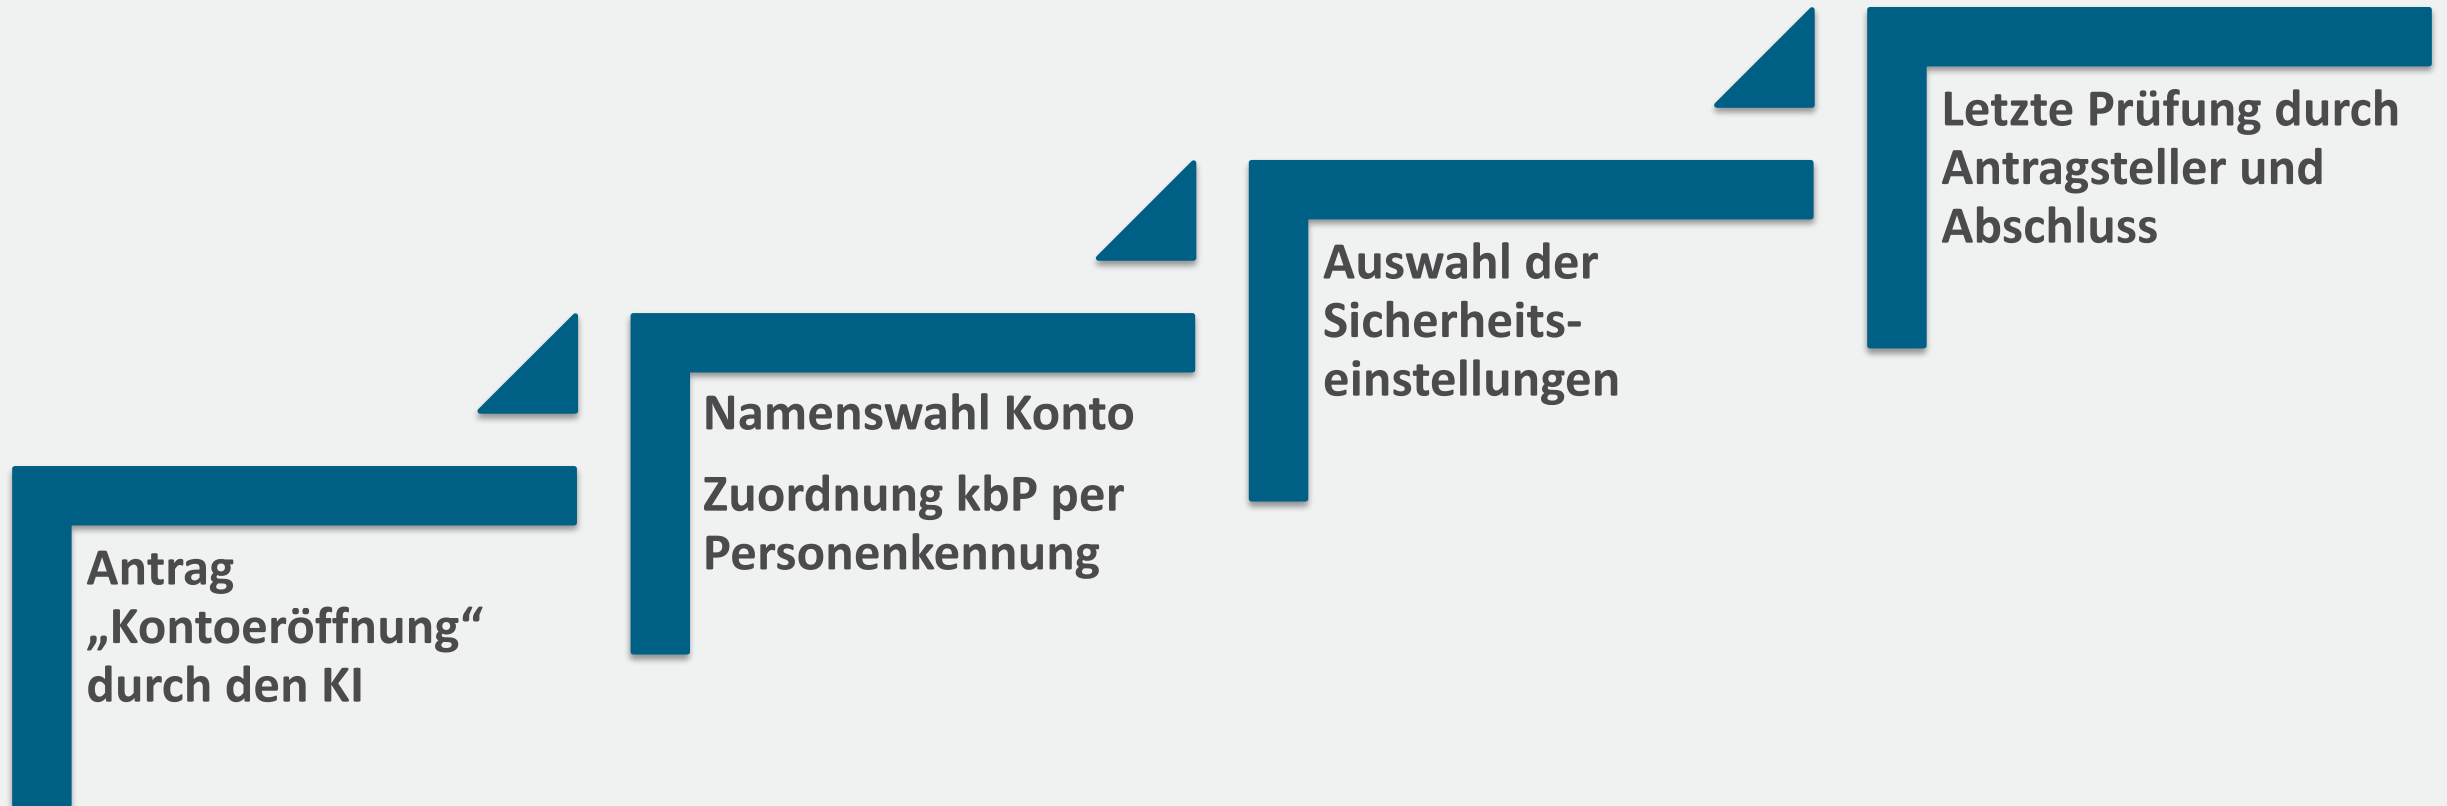 Antrag
„Kontoeröffnung“
durch den KI
Namenswahl Konto
Zuordnung kbP per
Personenkennung
Auswahl der
Sicherheits-
einstellungen
Letzte Prüfung durch
Antragsteller und
Abschluss